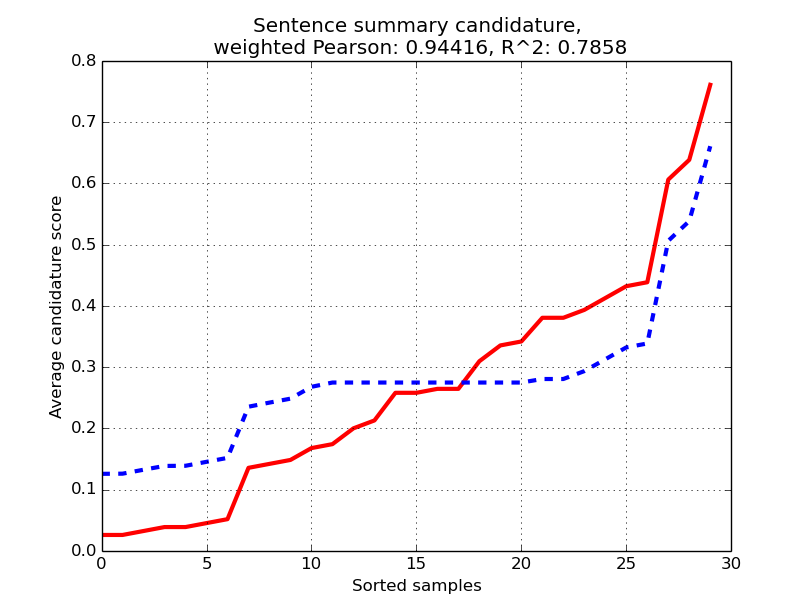 Sentence summary candidature,
weighted Pearson: 0.94416, R^2: 0.7858
0.8
0.7
0.6
0.5
0.4
0.3
0.2
0.1
0.0
Average candidature score
0 5 10 15 20 25 30
Sorted samples